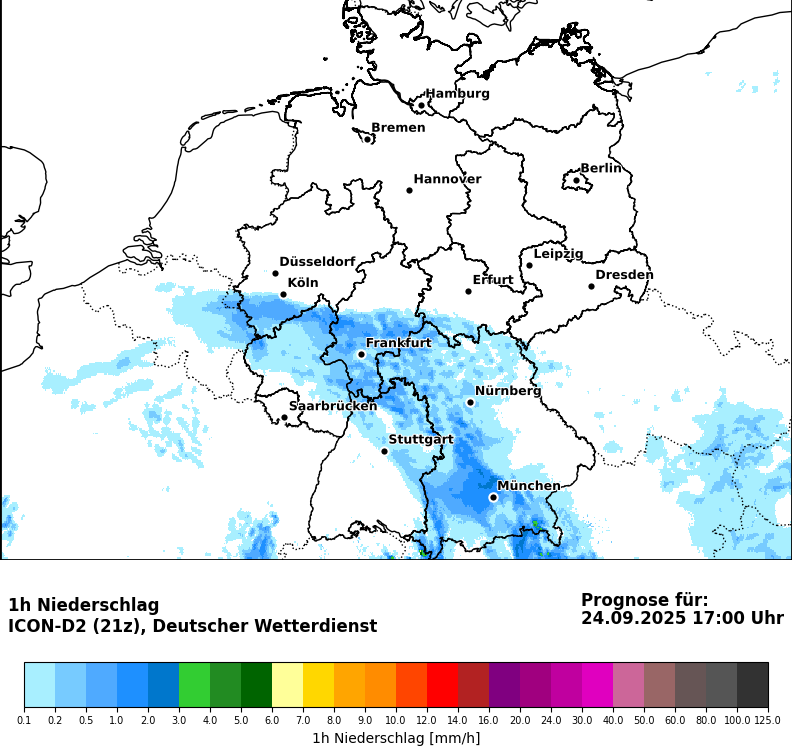 Hamburg
Bremen
Berlin
Hannover
Leipzig
Düsseldorf
Köln
Erfurt
Dresden
Frankfurt
Nürnberg
Saarbrücken
Stuttgart
München
1h Niederschlag
ICON-D2 (21z), Deutscher Wetterdienst
Prognose für:
24.09.2025 17:00 Uhr
0.1 0.2 0.5 1.0 2.0 3.0 4.0 5.0 6.0 7.0 8.0 9.0 10.0 12.0 14.0 16.0 20.0 24.0 30.0 40.0 50.0 60.0 80.0 100.0 125.0
1h Niederschlag [mm/h]